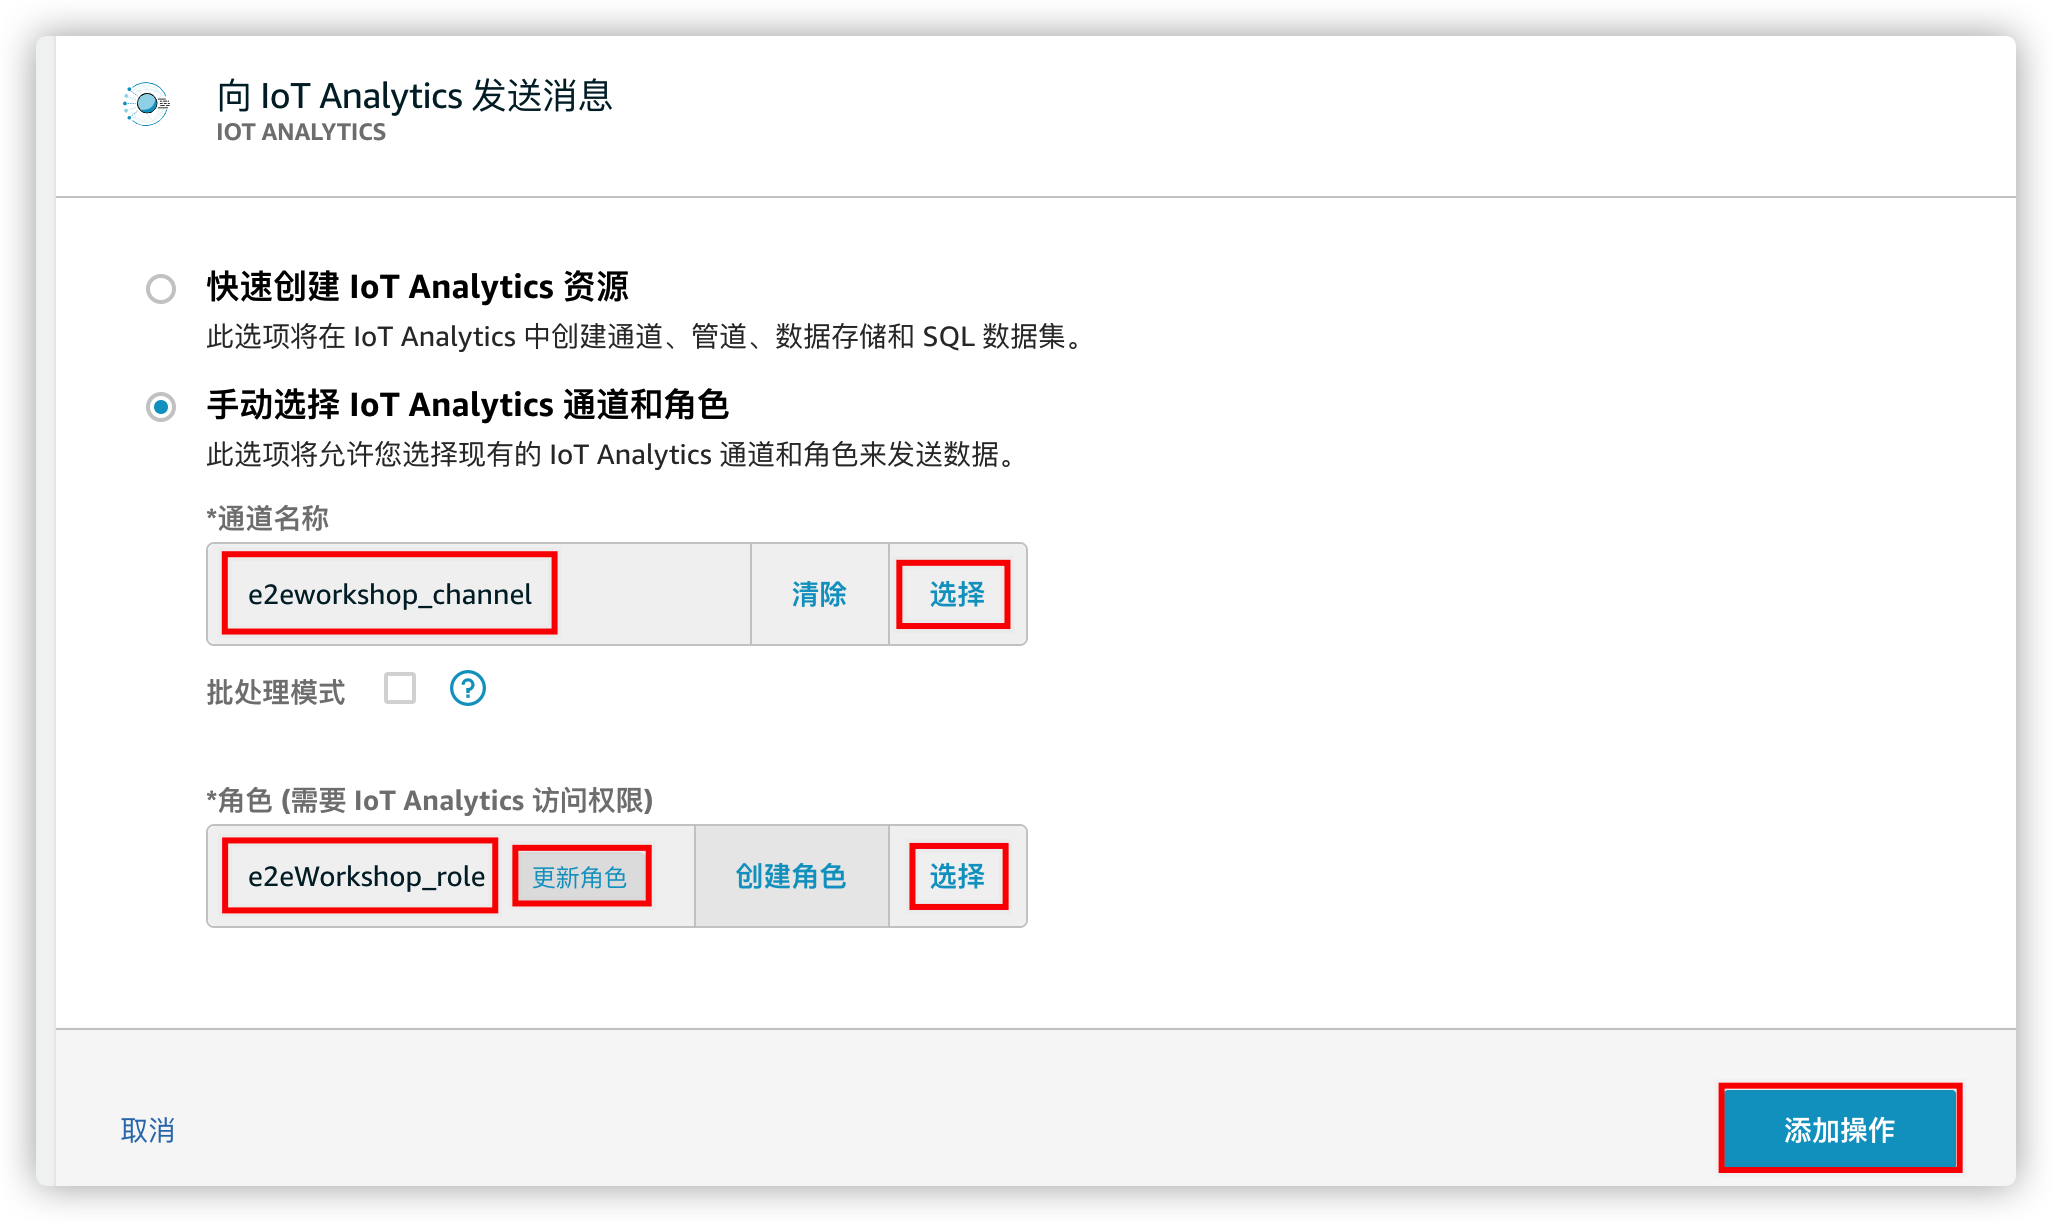 向 IoT Analytics 发送消息
IOT ANALYTICS
快速创建 IoT Analytics 资源
此选项将在 IoT Analytics 中创建通道、管道、数据存储和 SQL 数据集。
手动选择 IoT Analytics 通道和角色
此选项将允许您选择现有的 IoT Analytics 通道和角色来发送数据。
*通道名称
e2eworkshop_channel 清除 选择
批处理模式 ?
*角色 (需要 IoT Analytics 访问权限)
e2eWorkshop_role 更新角色 创建角色 选择
取消 添加操作